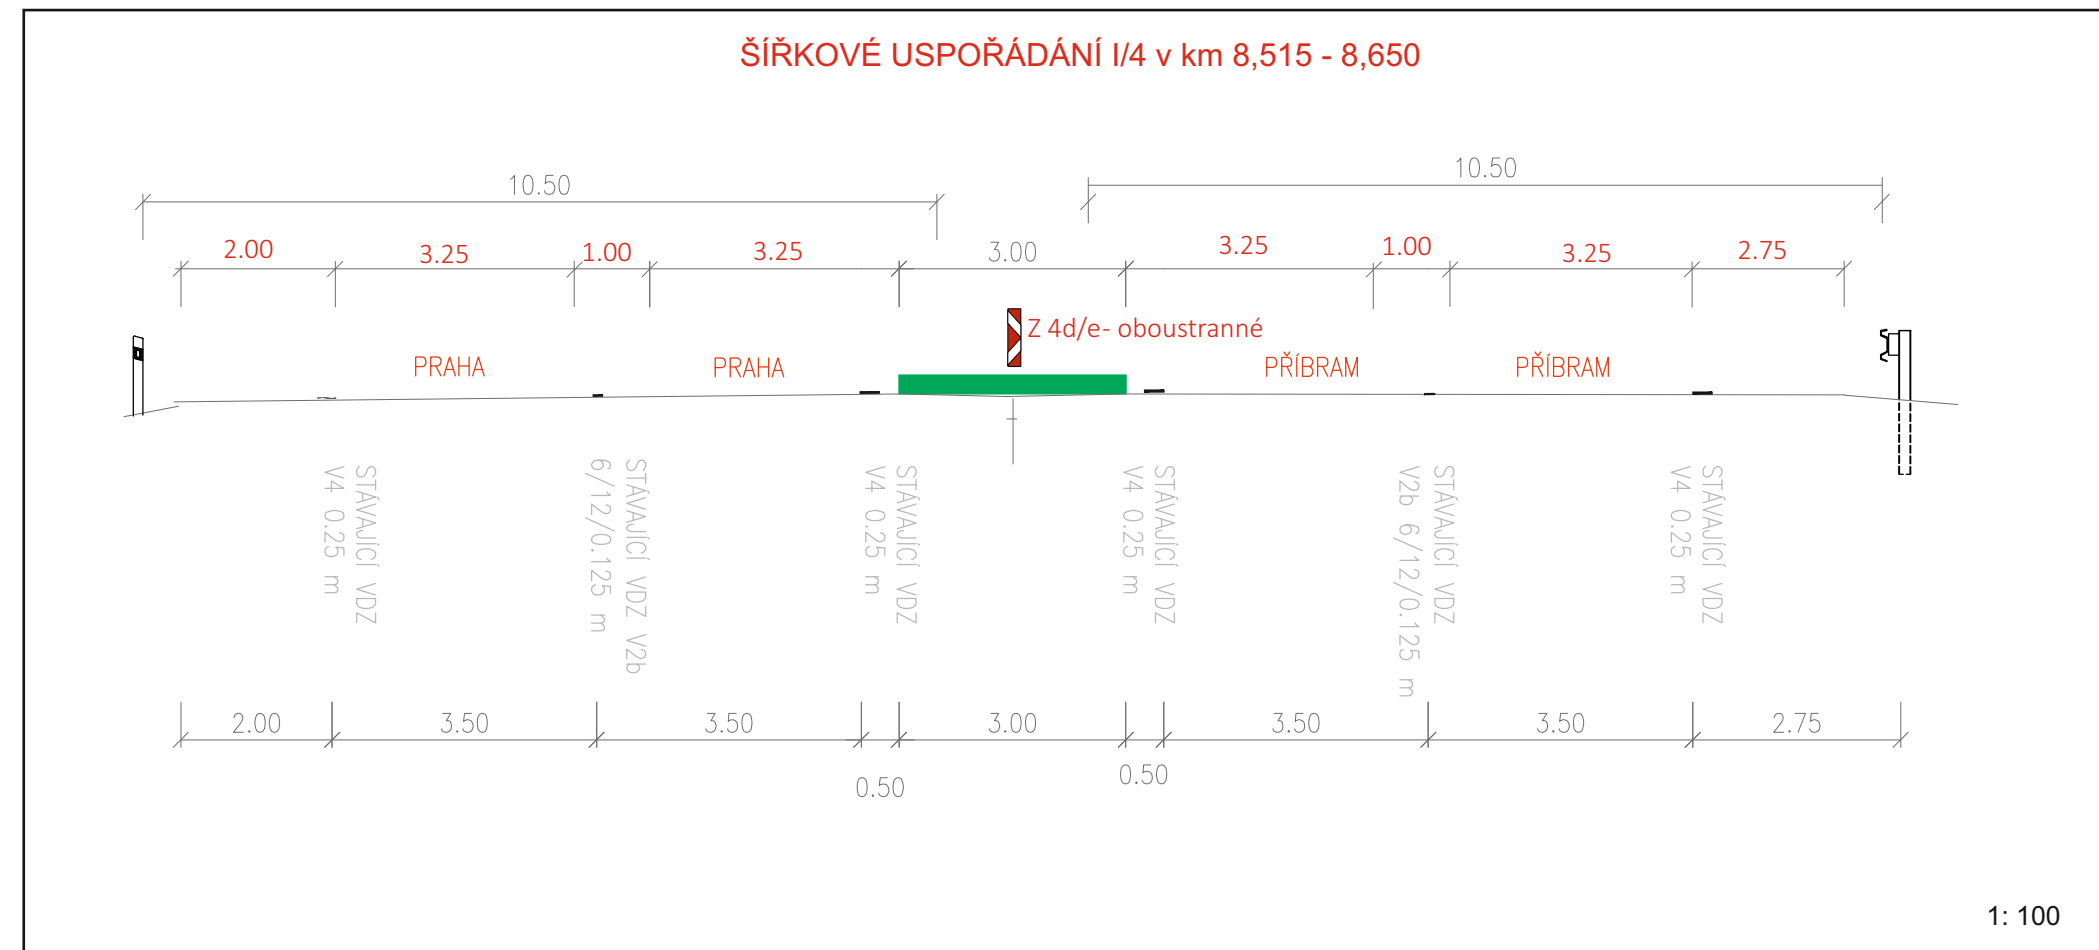 ŠÍŘKOVÉ USPOŘÁDÁNÍ I/4 v km 8,515 - 8,650
10.50
10.50
2.00
3.25
1.00
3.25
3.00
3.25
1.00
3.25
2.75
Z 4d/e- oboustranné
PRAHA
PRAHA
PŘÍBRAM
PŘÍBRAM
STÁVAJÍCÍ VDZ
V4 0.25 m
STÁVAJÍCÍ VDZ V2b
6/12/0.125 m
STÁVAJÍCÍ VDZ
V4 0.25 m
STÁVAJÍCÍ VDZ
V4 0.25 m
STÁVAJÍCÍ VDZ
V2b 6/12/0.125 m
STÁVAJÍCÍ VDZ
V4 0.25 m
2.00
3.50
3.50
0.50
3.00
0.50
3.50
3.50
2.75
1: 100